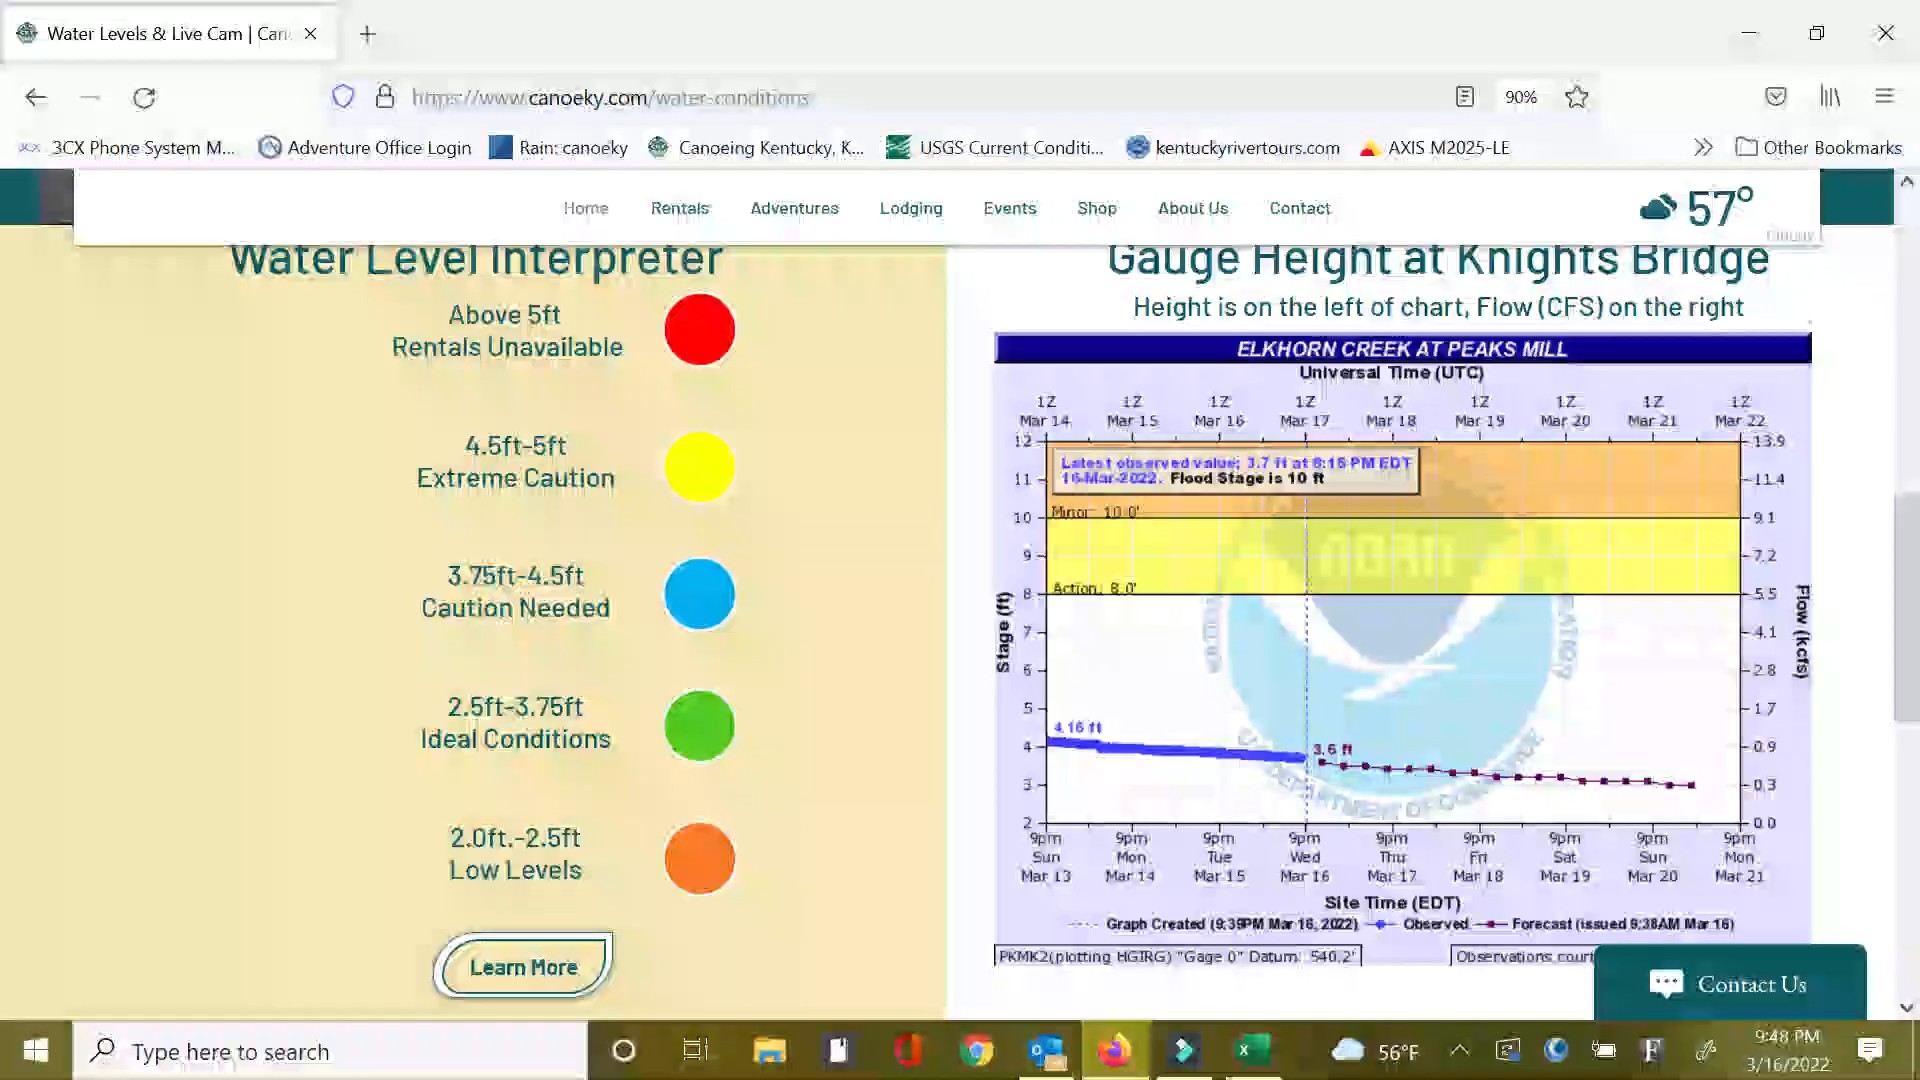 Water Levels & Live Cam | Can
https://www.canoeky.com/water-conditions
90%
3CX Phone System M...
Adventure Office Login
Rain: canoeky
Canoeing Kentucky, K...
USGS Current Conditi...
kentuckyrivertours.com
AXIS M2025-LE
Other Bookmarks
Home
Rentals
Adventures
Lodging
Events
Shop
About Us
Contact
57°
Water Level Interpreter
Above 5ft
Rentals Unavailable
4.5ft-5ft
Extreme Caution
3.75ft-4.5ft
Caution Needed
2.5ft-3.75ft
Ideal Conditions
2.0ft.-2.5ft
Low Levels
Learn More
Gauge Height at Knights Bridge
Height is on the left of chart, Flow (CFS) on the right
ELKHORN CREEK AT PEAKS MILL
Universal Time (UTC)
1Z 1Z 1Z 1Z 1Z 1Z 1Z 1Z 1Z
Mar 14 Mar 15 Mar 16 Mar 17 Mar 18 Mar 19 Mar 20 Mar 21 Mar 22
12 13.9
Latest observed value: 3.7 ft at 8:15 PM EDT
16-Mar-2022. Flood Stage is 10 ft
11 11.4
Minor: 10.0'
10 9.1
NOAA
9 7.2
Action: 8.0'
8 5.5
Stage (ft)
Flow (kcfs)
7 4.1
6 2.8
5 1.7
4.16 ft
4 0.9
3.6 ft
3 0.3
2 0.0
9pm 9pm 9pm 9pm 9pm 9pm 9pm 9pm 9pm
Sun Mon Tue Wed Thu Fri Sat Sun Mon
Mar 13 Mar 14 Mar 15 Mar 16 Mar 17 Mar 18 Mar 19 Mar 20 Mar 21
Site Time (EDT)
Graph Created (9:39PM Mar 16, 2022) Observed Forecast (issued 9:38AM Mar 16)
PKMK2(plotting HGIRG) "Gage 0" Datum: 540.2'
Observations court
Contact Us
Type here to search
56°F
9:48 PM
3/16/2022